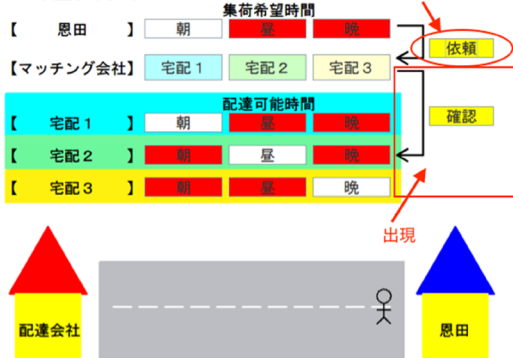 集荷希望時間
【 恩田 】 朝 昼 晩
依頼
【マッチング会社】 宅配1 宅配2 宅配3
配達可能時間
確認
【 宅配1 】 朝 昼 晩
【 宅配2 】 朝 昼 晩
【 宅配3 】 朝 昼 晩
出現
配達会社
恩田